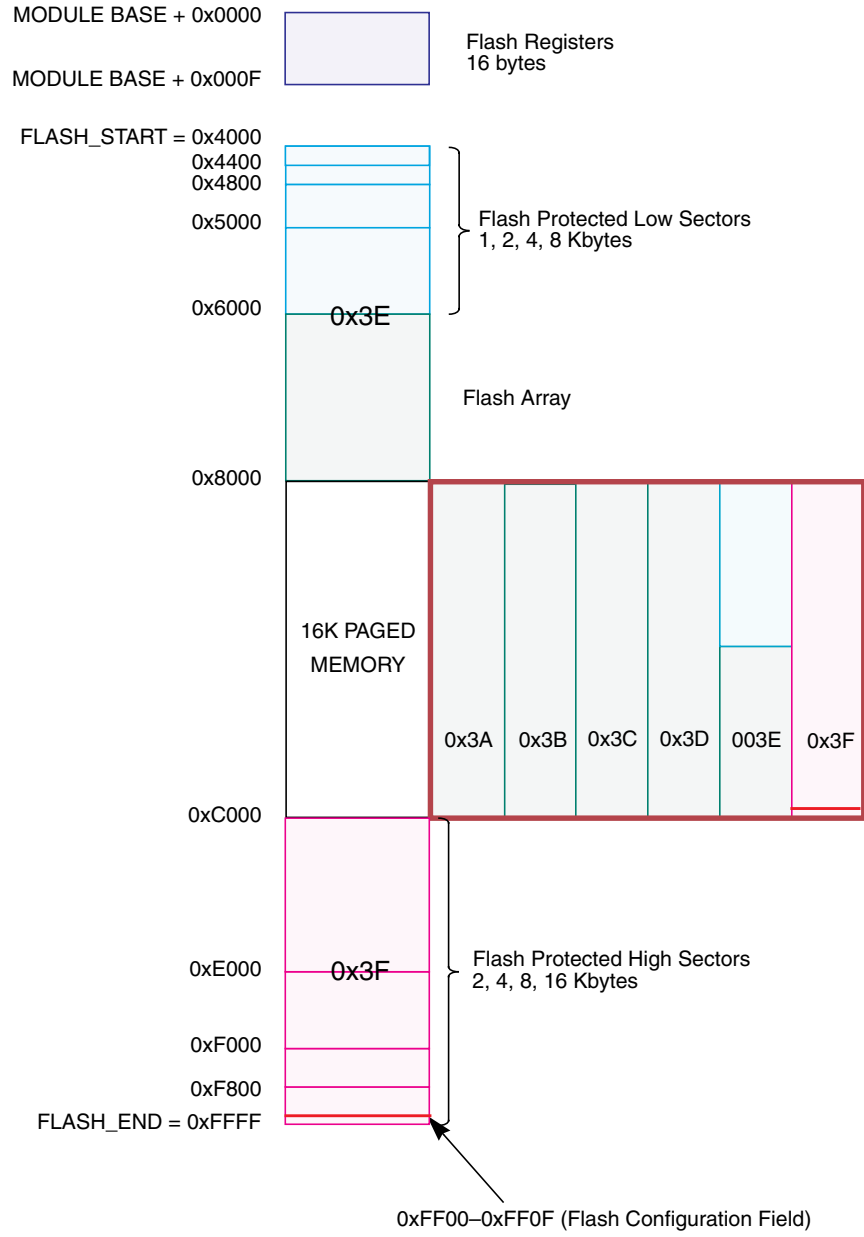 MODULE BASE + 0x0000
Flash Registers
16 bytes
MODULE BASE + 0x000F
FLASH_START = 0x4000
0x4400
0x4800
0x5000
Flash Protected Low Sectors
1, 2, 4, 8 Kbytes
0x6000
0x3E
Flash Array
0x8000
16K PAGED
MEMORY
0x3A
0x3B
0x3C
0x3D
003E
0x3F
0xC000
Flash Protected High Sectors
2, 4, 8, 16 Kbytes
0xE000
0x3F
0xF000
0xF800
FLASH_END = 0xFFFF
0xFF00–0xFF0F (Flash Configuration Field)